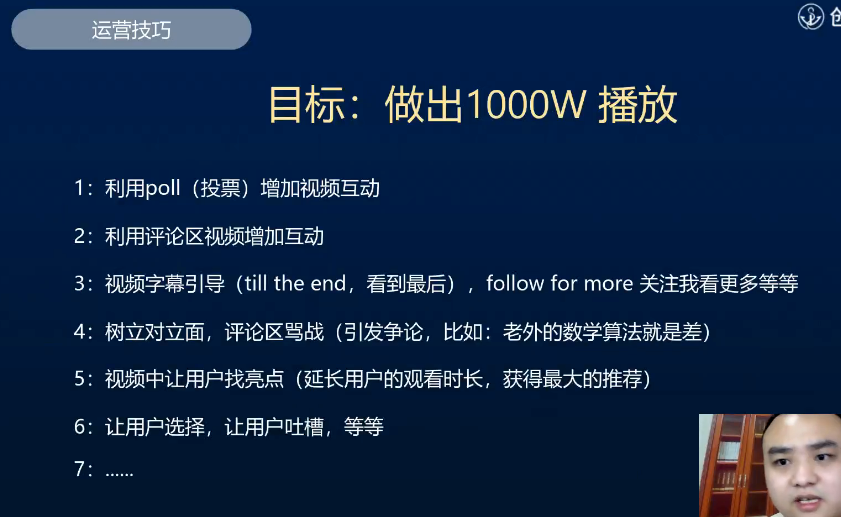 运营技巧
创
目标：做出1000W 播放
1：利用poll（投票）增加视频互动
2：利用评论区视频增加互动
3：视频字幕引导（till the end，看到最后），follow for more 关注我看更多等等
4：树立对立面，评论区骂战（引发争论，比如：老外的数学算法就是差）
5：视频中让用户找亮点（延长用户的观看时长，获得最大的推荐）
6：让用户选择，让用户吐槽，等等
7：......